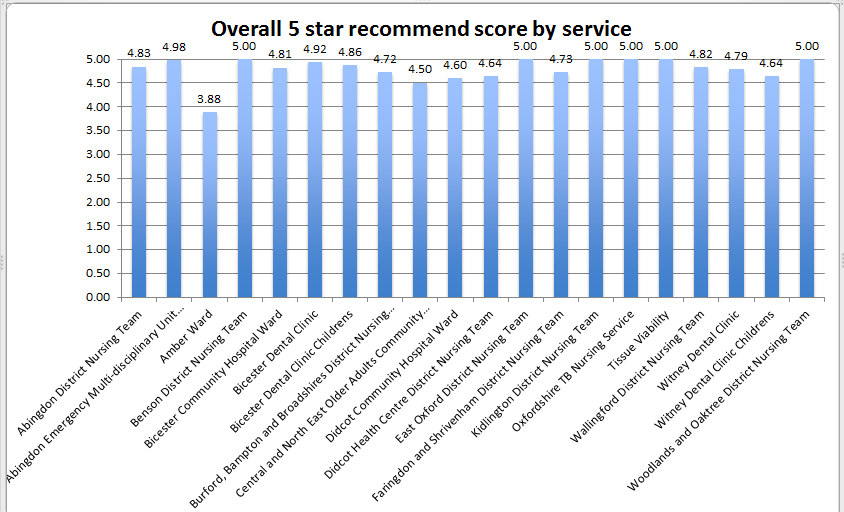 Overall 5 star recommend score by service
5.00
4.50
4.00
3.50
3.00
2.50
2.00
1.50
1.00
0.50
0.00
4.83
4.98
3.88
5.00
4.81
4.92
4.86
4.72
4.50
4.60
4.64
5.00
4.73
5.00
5.00
5.00
4.82
4.79
4.64
5.00
Abingdon District Nursing Team
Abingdon Emergency Multi-disciplinary Unit...
Amber Ward
Benson District Nursing Team
Bicester Community Hospital Ward
Bicester Dental Clinic
Bicester Dental Clinic Childrens
Burford, Bampton and Broadshires District Nursing...
Central and North East Older Adults Community...
Didcot Community Hospital Ward
Didcot Health Centre District Nursing Team
East Oxford District Nursing Team
Faringdon and Shrivenham District Nursing Team
Kidlington District Nursing Team
Oxfordshire TB Nursing Service
Tissue Viability
Wallingford District Nursing Team
Witney Dental Clinic
Witney Dental Clinic Childrens
Woodlands and Oaktree District Nursing Team